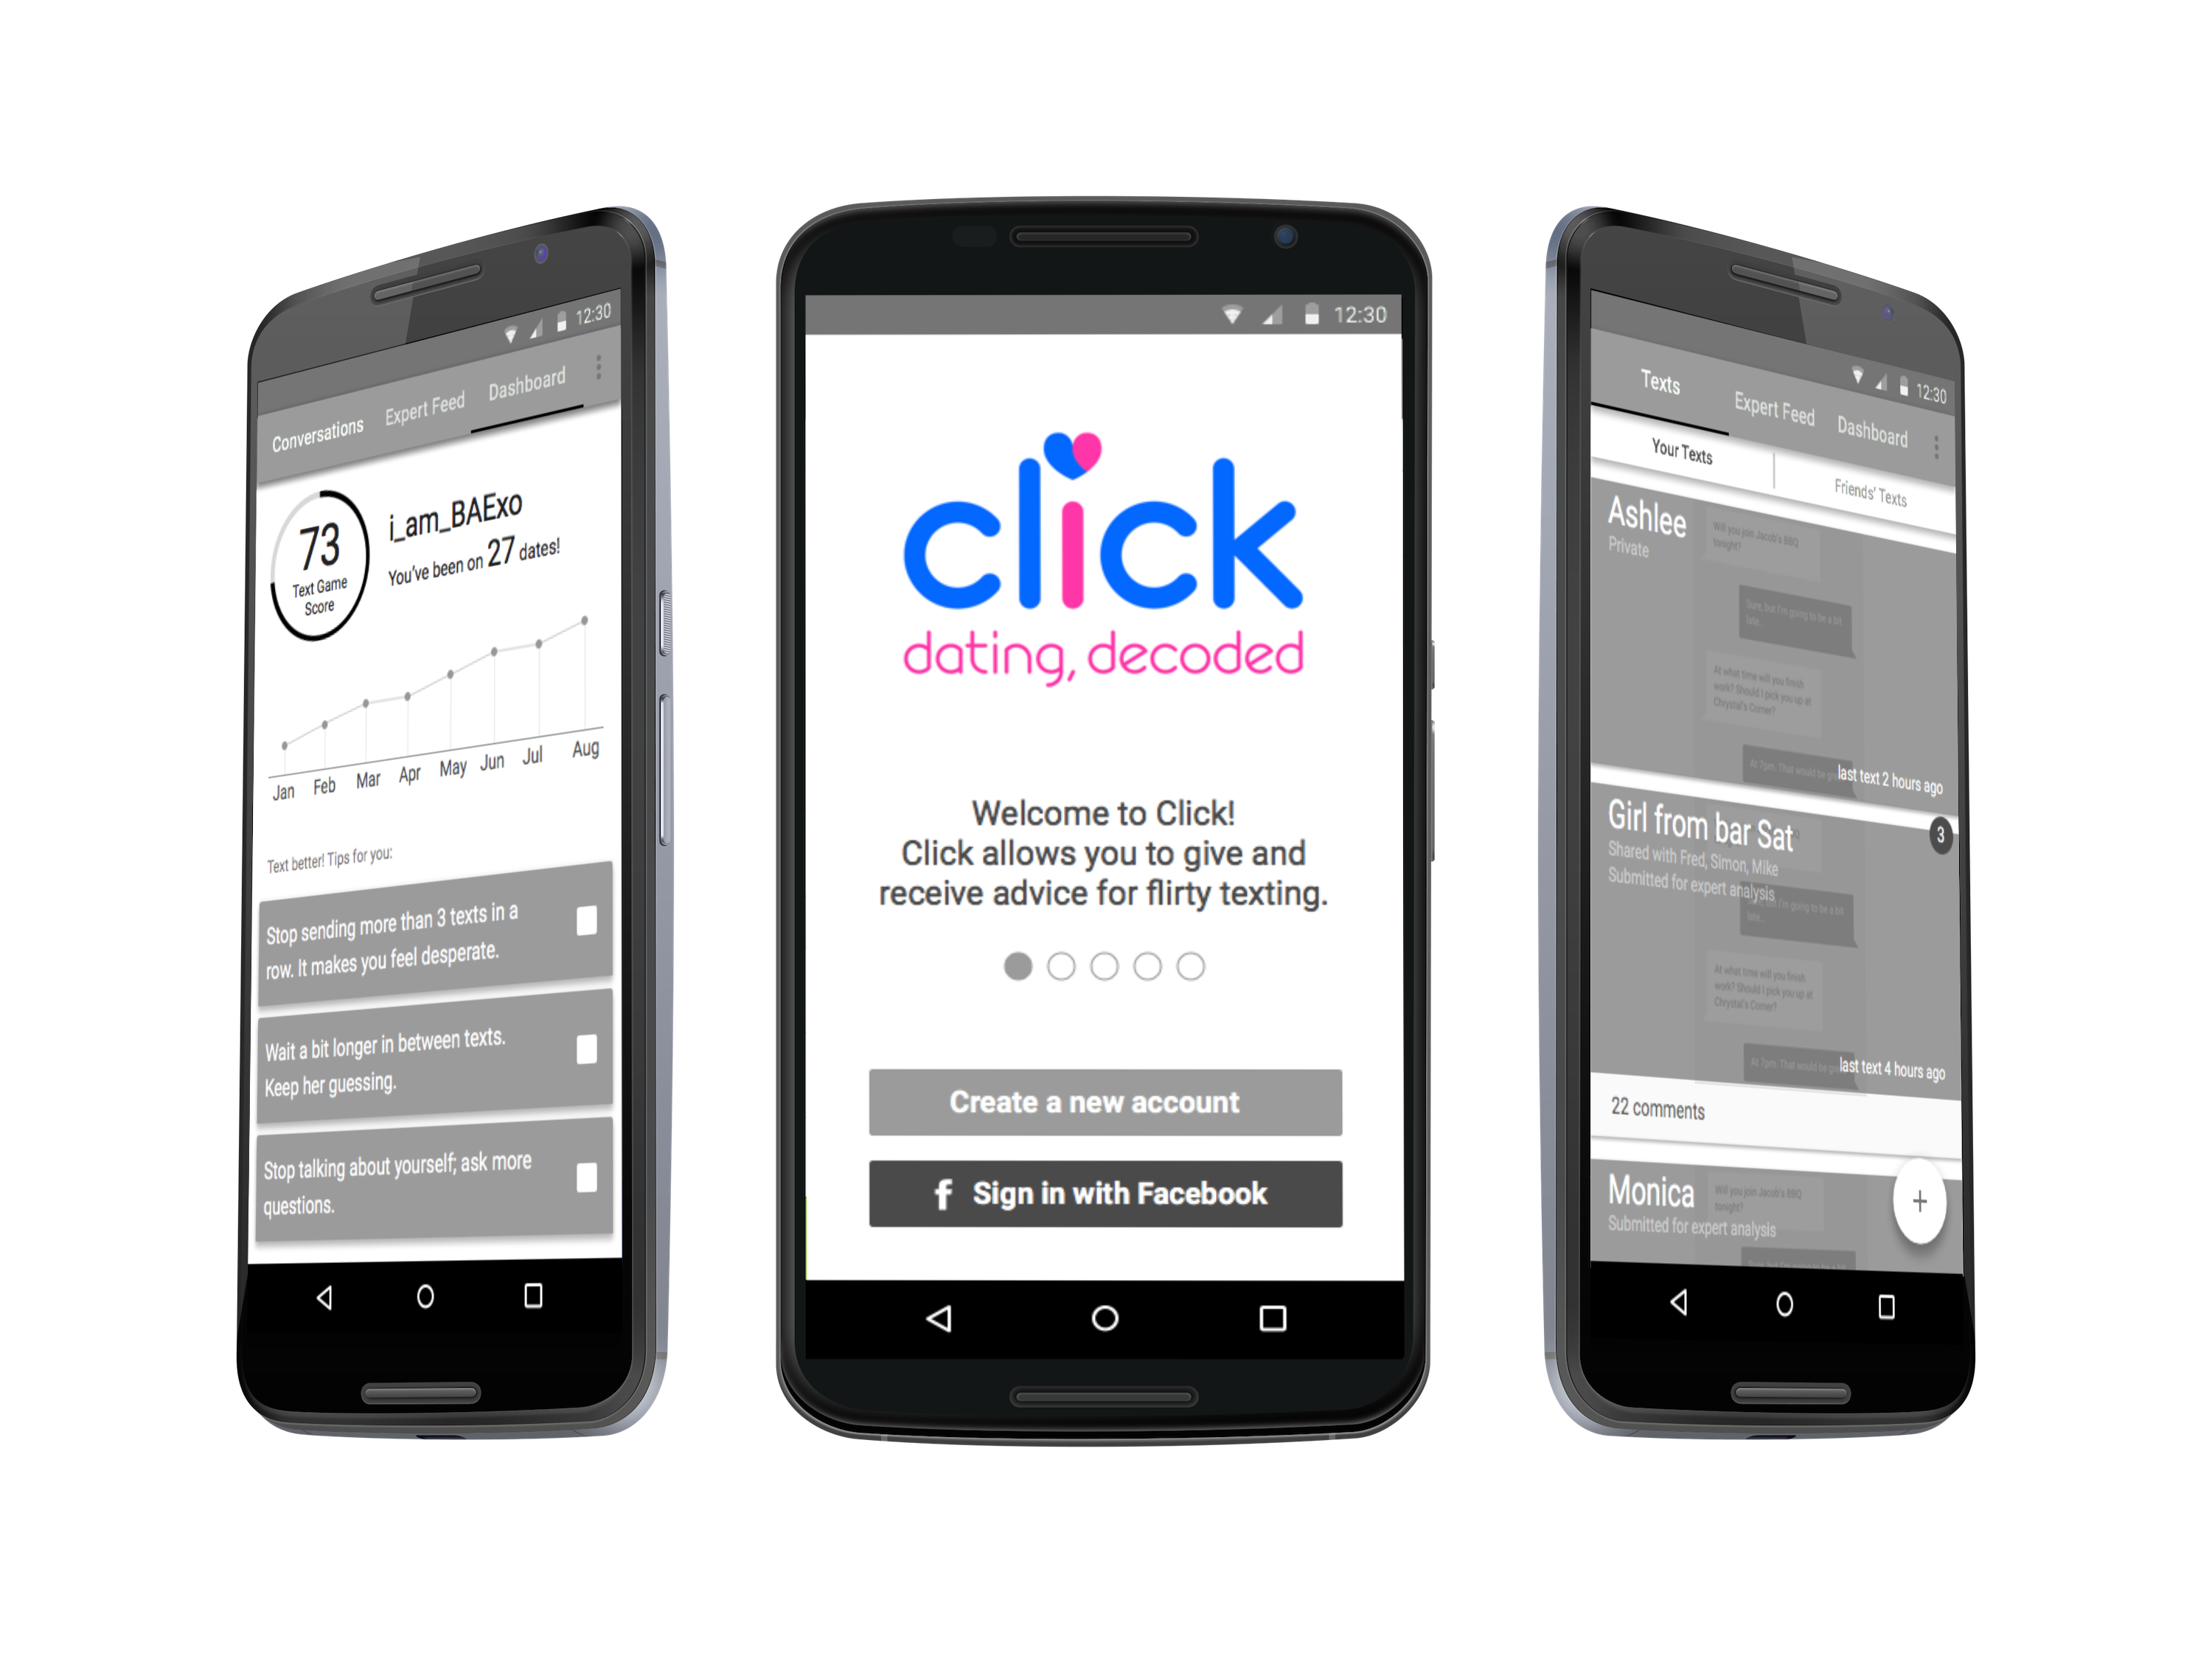 12:30
Conversations
Expert Feed
Dashboard
73
Text Game
Score
i_am_BAExo
You've been on 27 dates!
Jan
Feb
Mar
Apr
May
Jun
Jul
Aug
Text better! Tips for you:
Stop sending more than 3 texts in a
row. It makes you feel desperate.
Wait a bit longer in between texts.
Keep her guessing.
Stop talking about yourself; ask more
questions.
12:30
click
dating, decoded
Welcome to Click!
Click allows you to give and
receive advice for flirty texting.
Create a new account
f Sign in with Facebook
12:30
Texts
Expert Feed
Dashboard
Your Texts
Friends' Texts
Ashlee
Private
Will you join Jacob's BBQ
tonight?
Sure, but I'm going to be a bit
late..
At what time will you finish
work? Should I pick you up at
Chrystal's Corner?
At 7pm. That would be
last text 2 hours ago
Girl from bar Sat
3
Shared with Fred, Simon, Mike
Submitted for expert analysis
but I'm going to be a bit
late..
At what time will you finish
work? Should I pick you up at
Chrystal's Corner?
At 7pm. That would be
last text 4 hours ago
22 comments
Monica
Submitted for expert analysis
Will you join Jacob's BBQ
tonight?
+